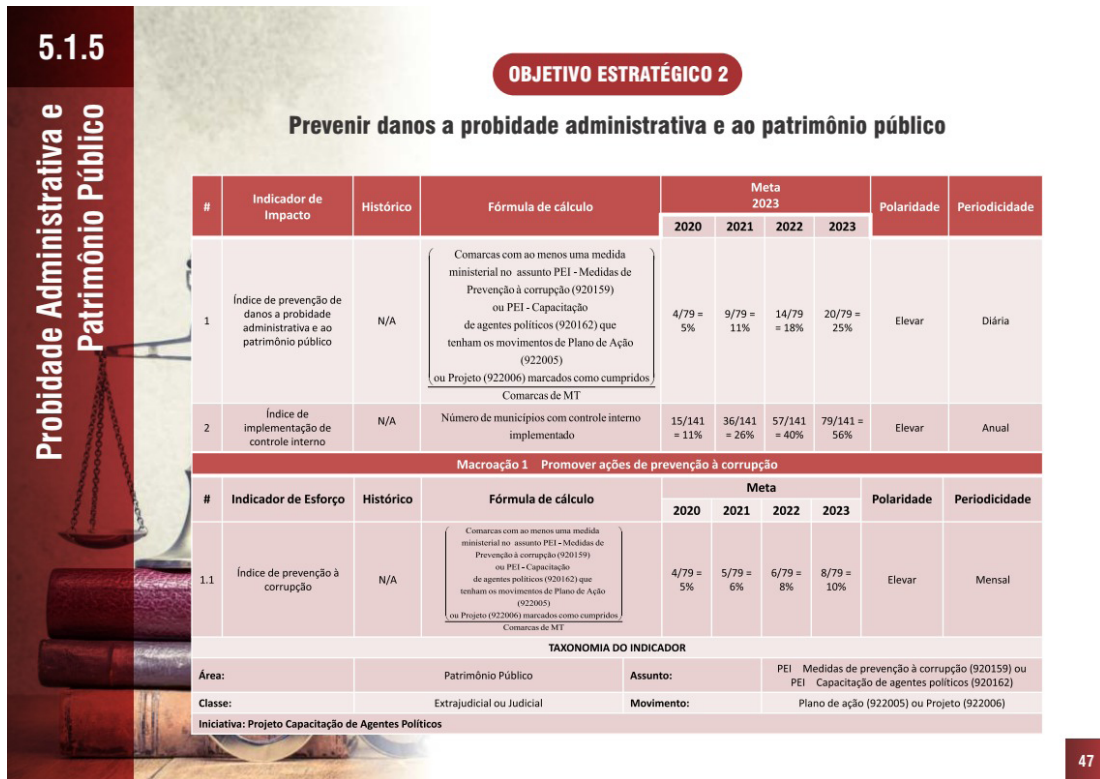 5.1.5
Probidade Administrativa e
Patrimônio Público
OBJETIVO ESTRATÉGICO 2
Prevenir danos a probidade administrativa e ao patrimônio público
# Indicador de Impacto Histórico Fórmula de cálculo Meta 2023 Polaridade Periodicidade
2020 2021 2022 2023
1
Índice de prevenção de
danos a probidade
administrativa e ao
patrimônio público
N/A
Comarcas com ao menos uma medida
ministerial no assunto PEI - Medidas de
Prevenção à corrupção (920159)
ou PEI - Capacitação
de agentes políticos (920162) que
tenham os movimentos de Plano de Ação
(922005)
ou Projeto (922006) marcados como cumpridos
Comarcas de MT
4/79 =
5%
9/79 =
11%
14/79
= 18%
20/79 =
25%
Elevar
Diária
2
Índice de
implementação de
controle interno
N/A
Número de municípios com controle interno
implementado
15/141
= 11%
36/141
= 26%
57/141
= 40%
79/141 =
56%
Elevar
Anual
Macroação 1 Promover ações de prevenção à corrupção
# Indicador de Esforço Histórico Fórmula de cálculo Meta Polaridade Periodicidade
2020 2021 2022 2023
1.1
Índice de prevenção à
corrupção
N/A
Comarcas com ao menos uma medida
ministerial no assunto PEI - Medidas de
Prevenção à corrupção (920159)
ou PEI - Capacitação
de agentes políticos (920162) que
tenham os movimentos de Plano de Ação
(922005)
ou Projeto (922006) marcados como cumpridos
Comarcas de MT
4/79 =
5%
5/79 =
6%
6/79 =
8%
8/79 =
10%
Elevar
Mensal
TAXONOMIA DO INDICADOR
Área: Patrimônio Público Assunto:
PEI Medidas de prevenção à corrupção (920159) ou
PEI Capacitação de agentes políticos (920162)
Classe: Extrajudicial ou Judicial Movimento: Plano de ação (922005) ou Projeto (922006)
Iniciativa: Projeto Capacitação de Agentes Políticos
47